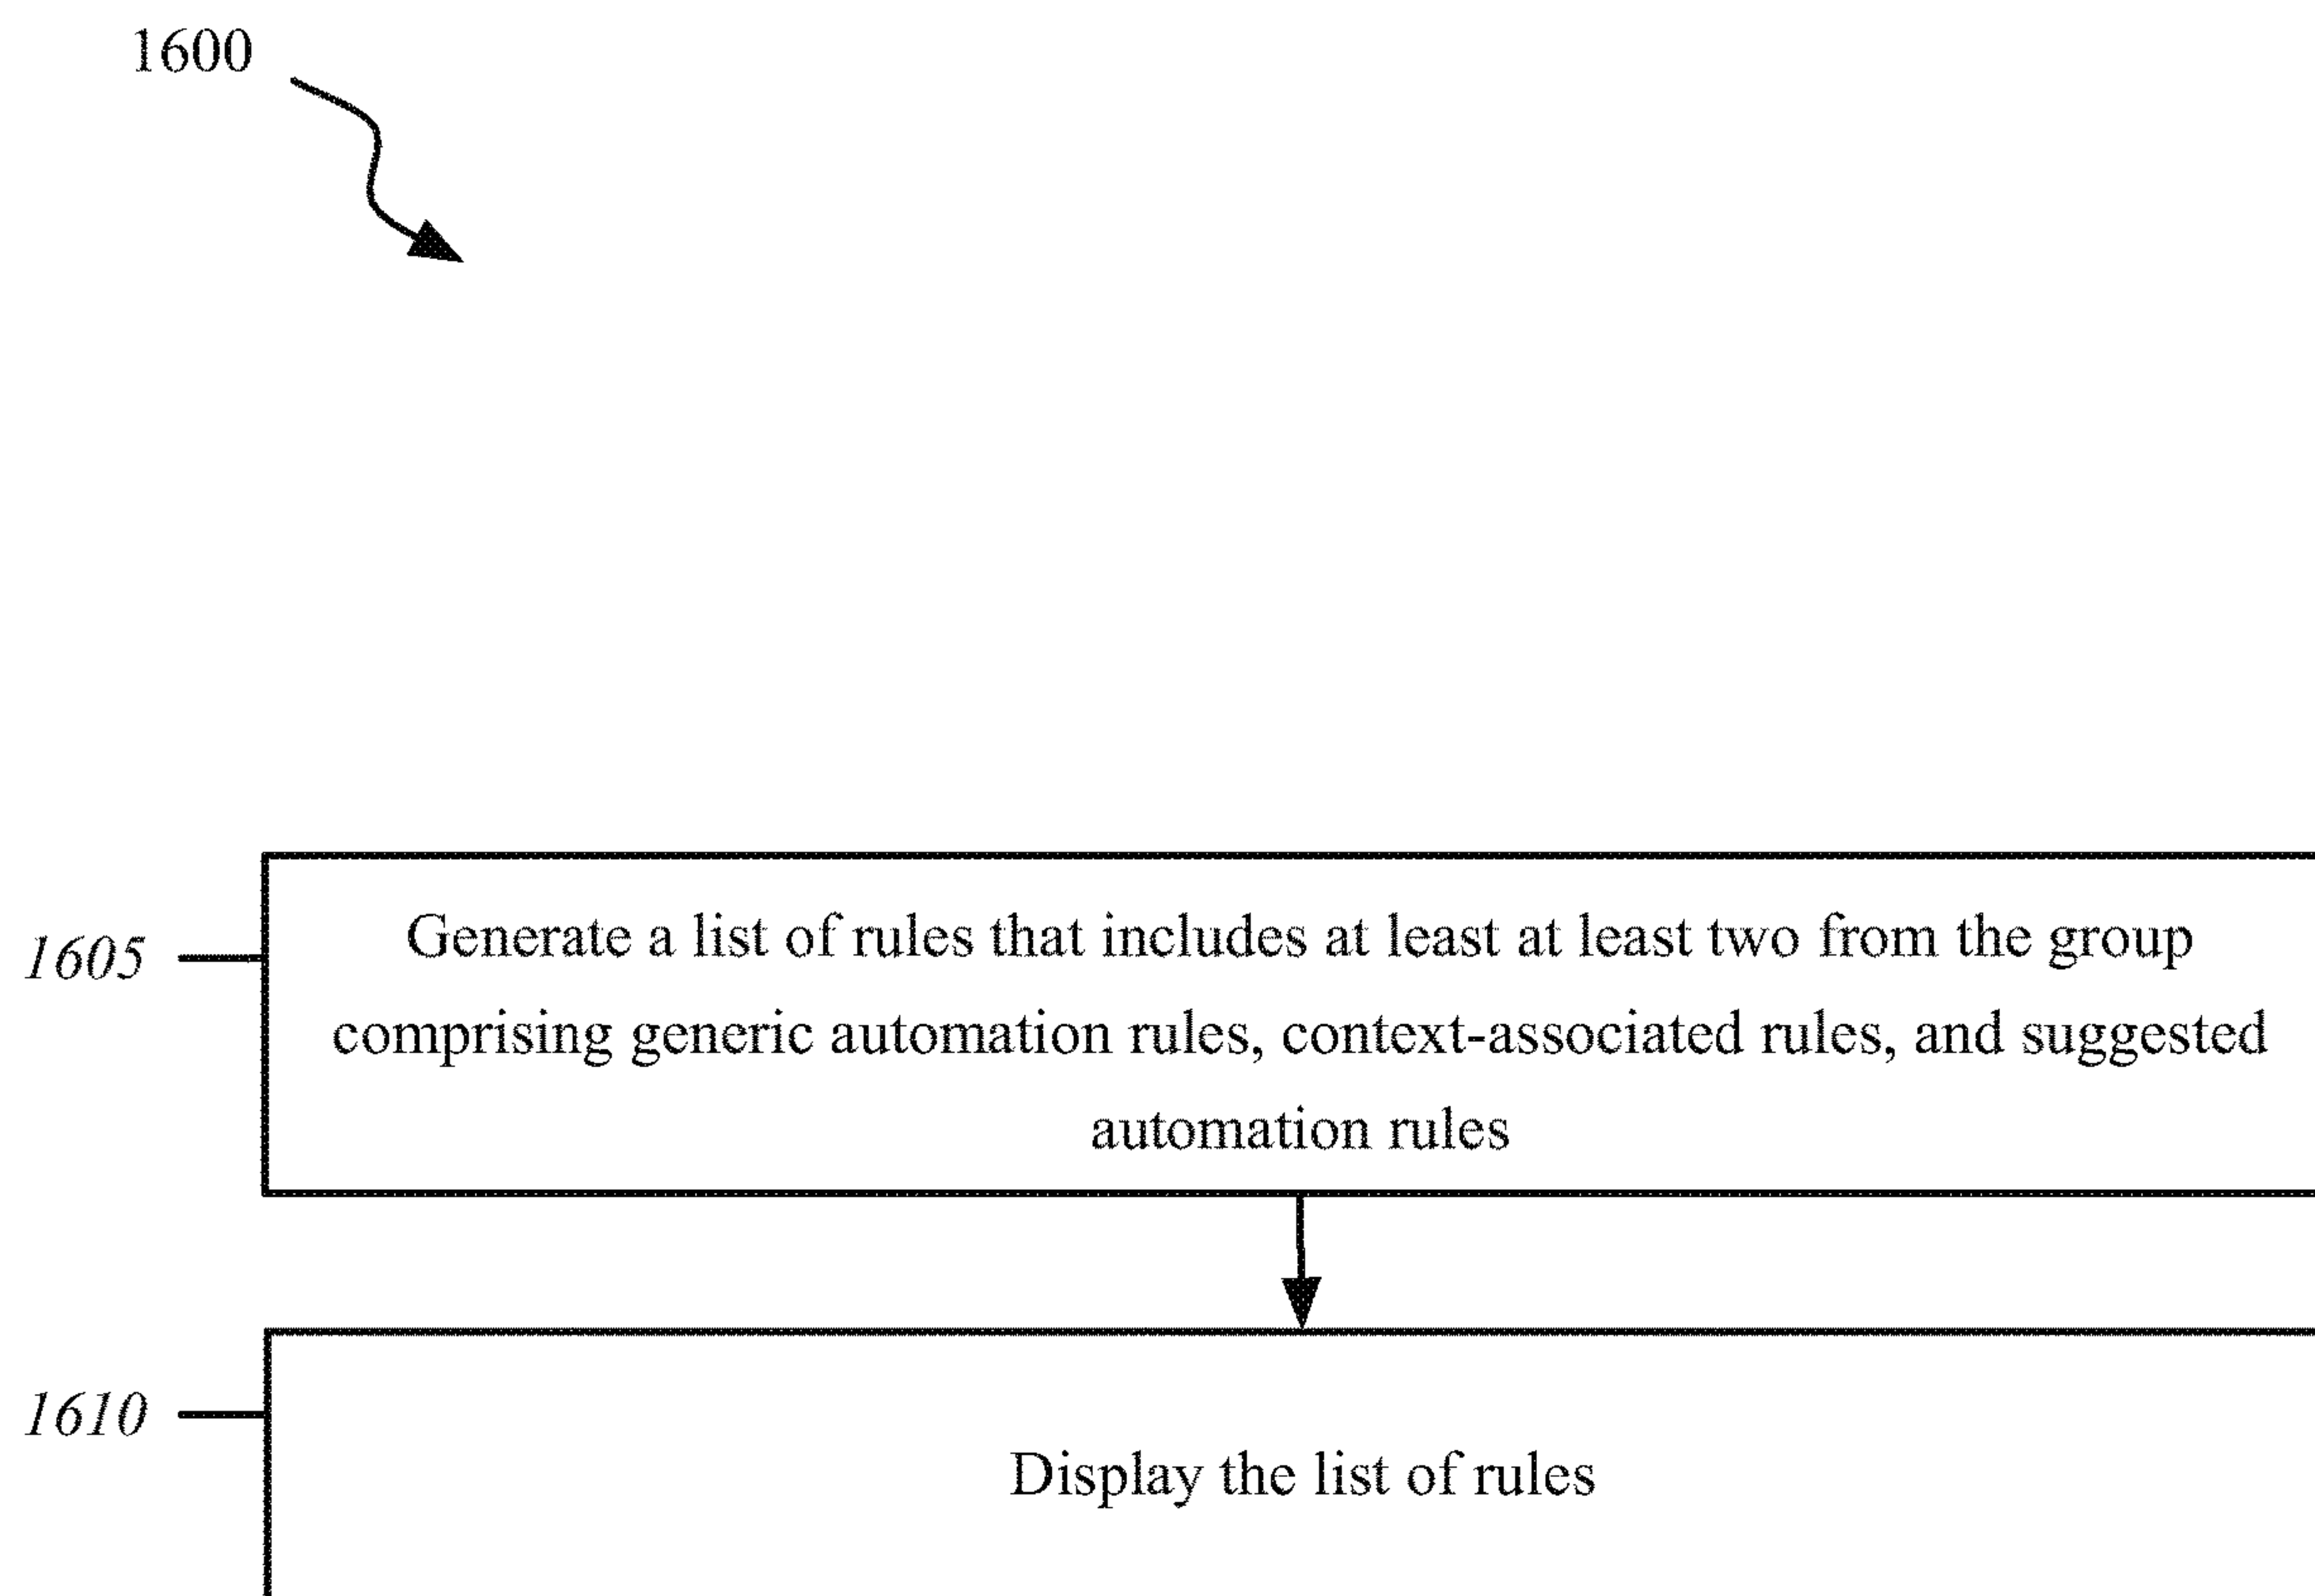 1600
1605
Generate a list of rules that includes at least at least two from the group
comprising generic automation rules, context-associated rules, and suggested
automation rules
1610
Display the list of rules